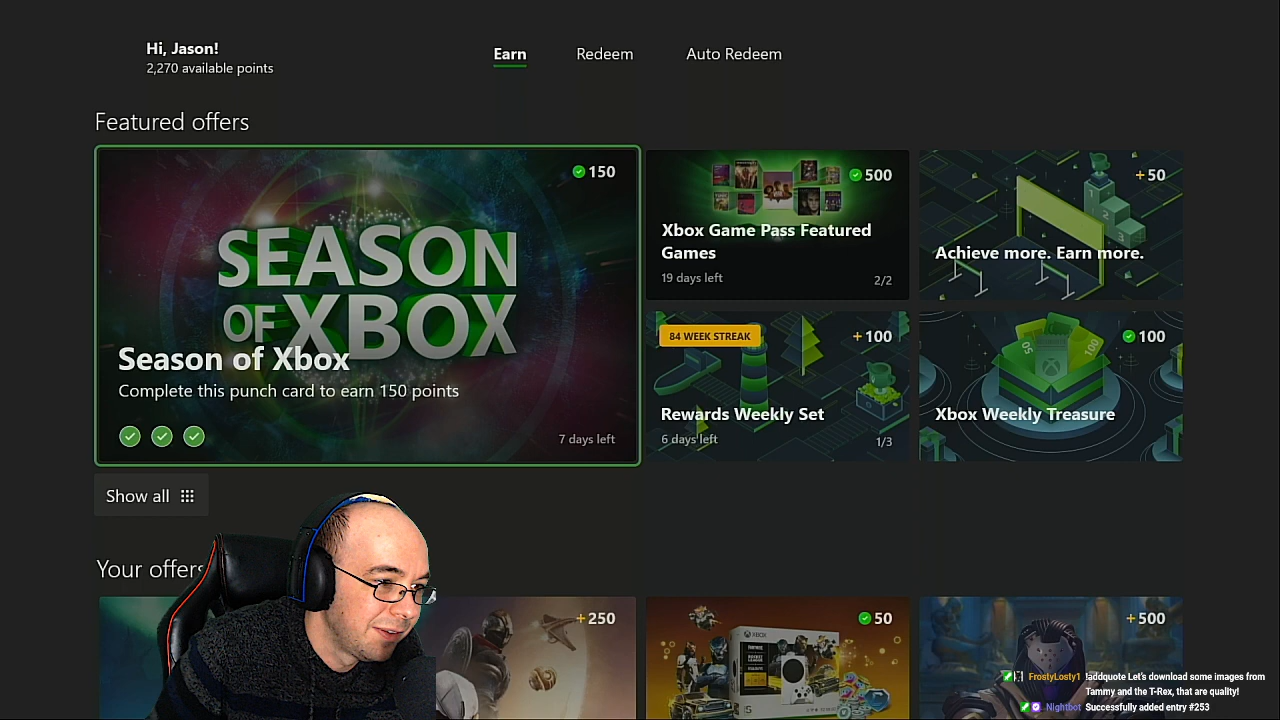 Hi, Jason!
2,270 available points
Earn
Redeem
Auto Redeem
Featured offers
150
SEASON
OF XBOX
Season of Xbox
Complete this punch card to earn 150 points
7 days left
500
Xbox Game Pass Featured
Games
19 days left
2/2
+50
Achieve more. Earn more.
84 WEEK STREAK
+100
Rewards Weekly Set
6 days left
1/3
50
100
100
Xbox Weekly Treasure
Show all
Your offers
+250
XBOX
50
+500
FrostyLosty1 !addquote Let's download some images from
Tammy and the T-Rex, that are quality!
Nightbot Successfully added entry #253